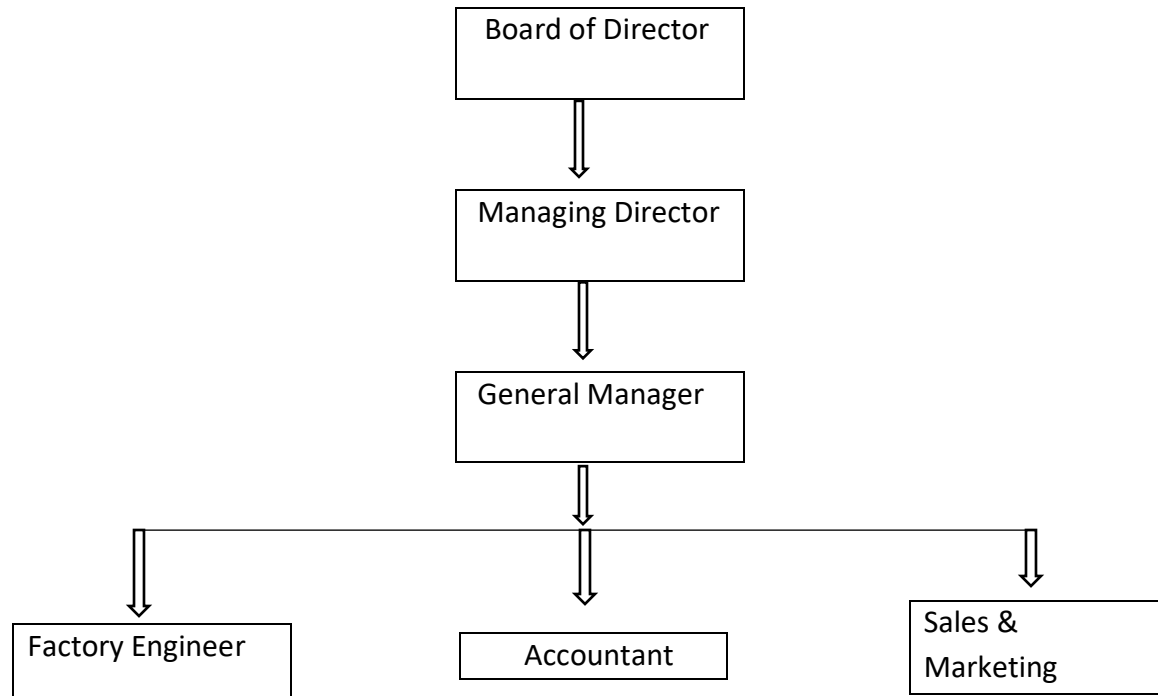 Board of Director
Managing Director
General Manager
Factory Engineer
Accountant
Sales &
Marketing